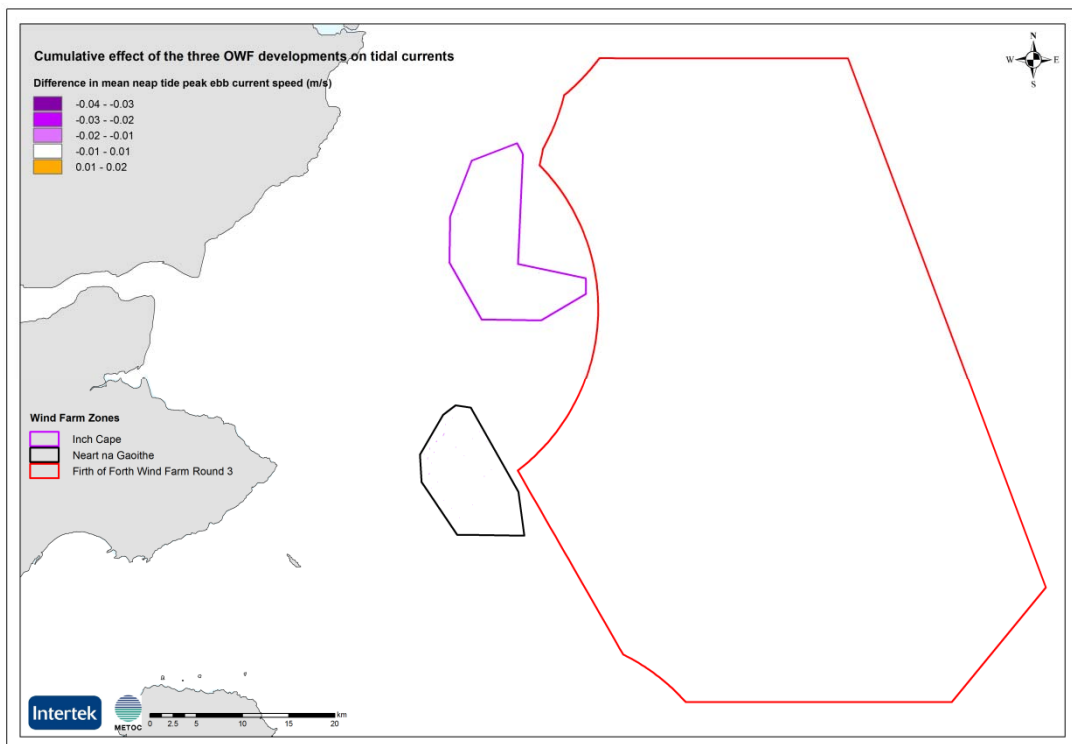 Cumulative effect of the three OWF developments on tidal currents
Difference in mean neap tide peak ebb current speed (m/s)
-0.04 - -0.03
-0.03 - -0.02
-0.02 - -0.01
-0.01 - 0.01
0.01 - 0.02
N
W E
S
Wind Farm Zones
Inch Cape
Neart na Gaoithe
Firth of Forth Wind Farm Round 3
Intertek
METOC
km
0 2.5 5 10 15 20